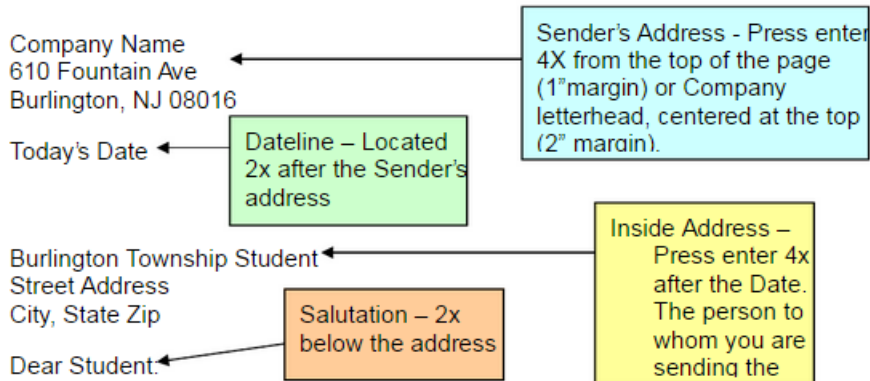 Company Name
610 Fountain Ave
Burlington, NJ 08016
Sender's Address - Press enter
4X from the top of the page
(1"margin) or Company
letterhead, centered at the top
(2" margin).
Today's Date
Dateline – Located
2x after the Sender's
address
Burlington Township Student
Street Address
City, State Zip
Inside Address –
Press enter 4x
after the Date.
The person to
whom you are
sending the
Salutation – 2x
below the address
Dear Student: